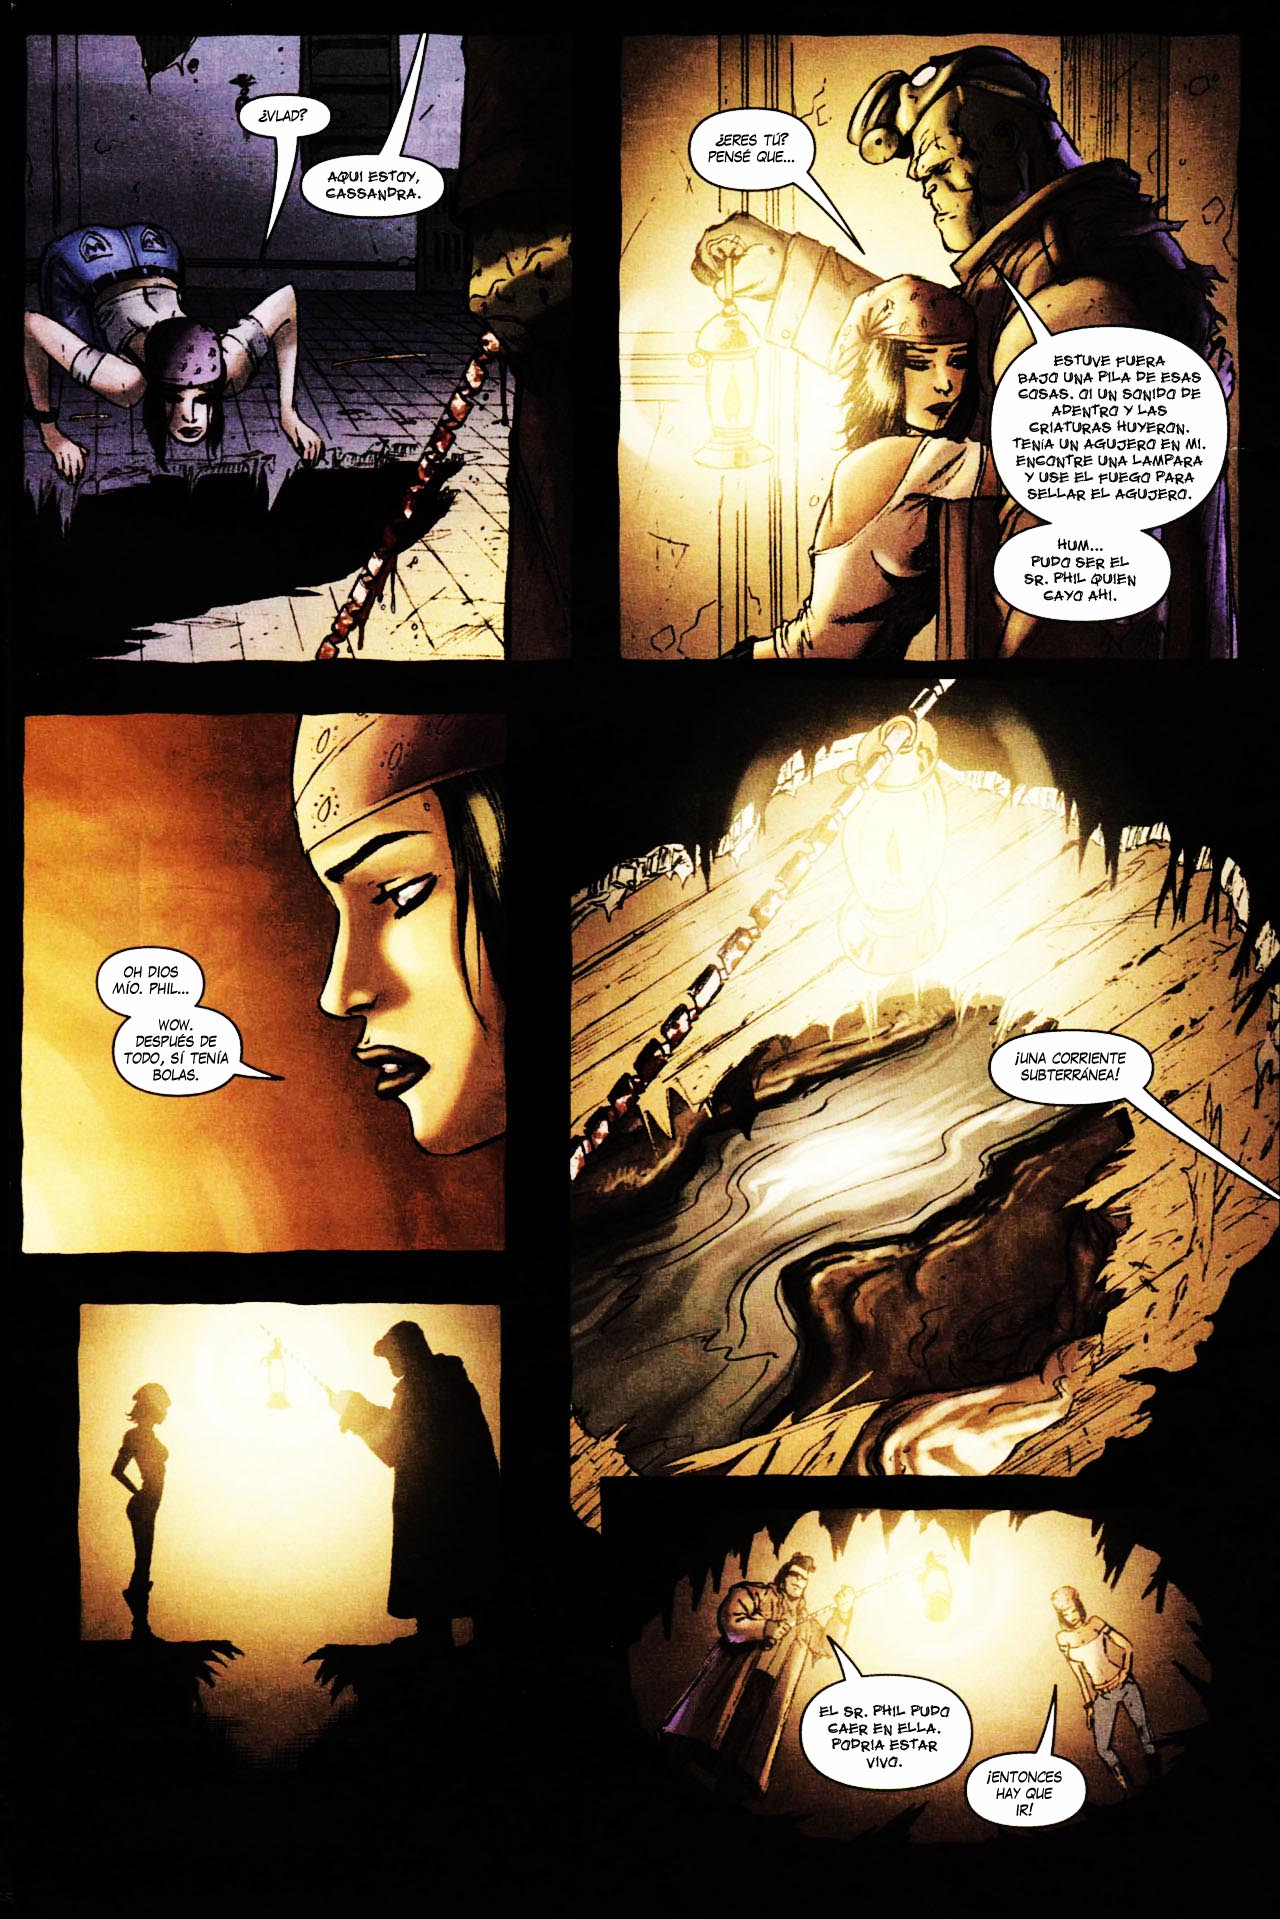 ¿VLAD?
AQUI ESTOY,
CASSANDRA.
¿ERES TÚ?
PENSÉ QUE...
ESTUVE FUERA
BAJO UNA PILA DE ESAS
COSAS. OI UN SONIDO DE
ADENTRO Y LAS
CRIATURAS HUYERON.
TENIA UN AGUJERO EN MI.
ENCONTRE UNA LAMPARA
Y USE EL FUEGO PARA
SELLAR EL AGUJERO.
HUM...
PUDO SER EL
SR. PHIL QUIEN
CAYO AHI.
OH DIOS
MÍO. PHIL...
WOW.
DESPUÉS DE
TODO, SÍ TENÍA
BOLAS.
¡UNA CORRIENTE
SUBTERRÁNEA!
EL SR. PHIL PUDO
CAER EN ELLA.
PODRIA ESTAR
VIVO.
¡ENTONCES
HAY QUE
IR!